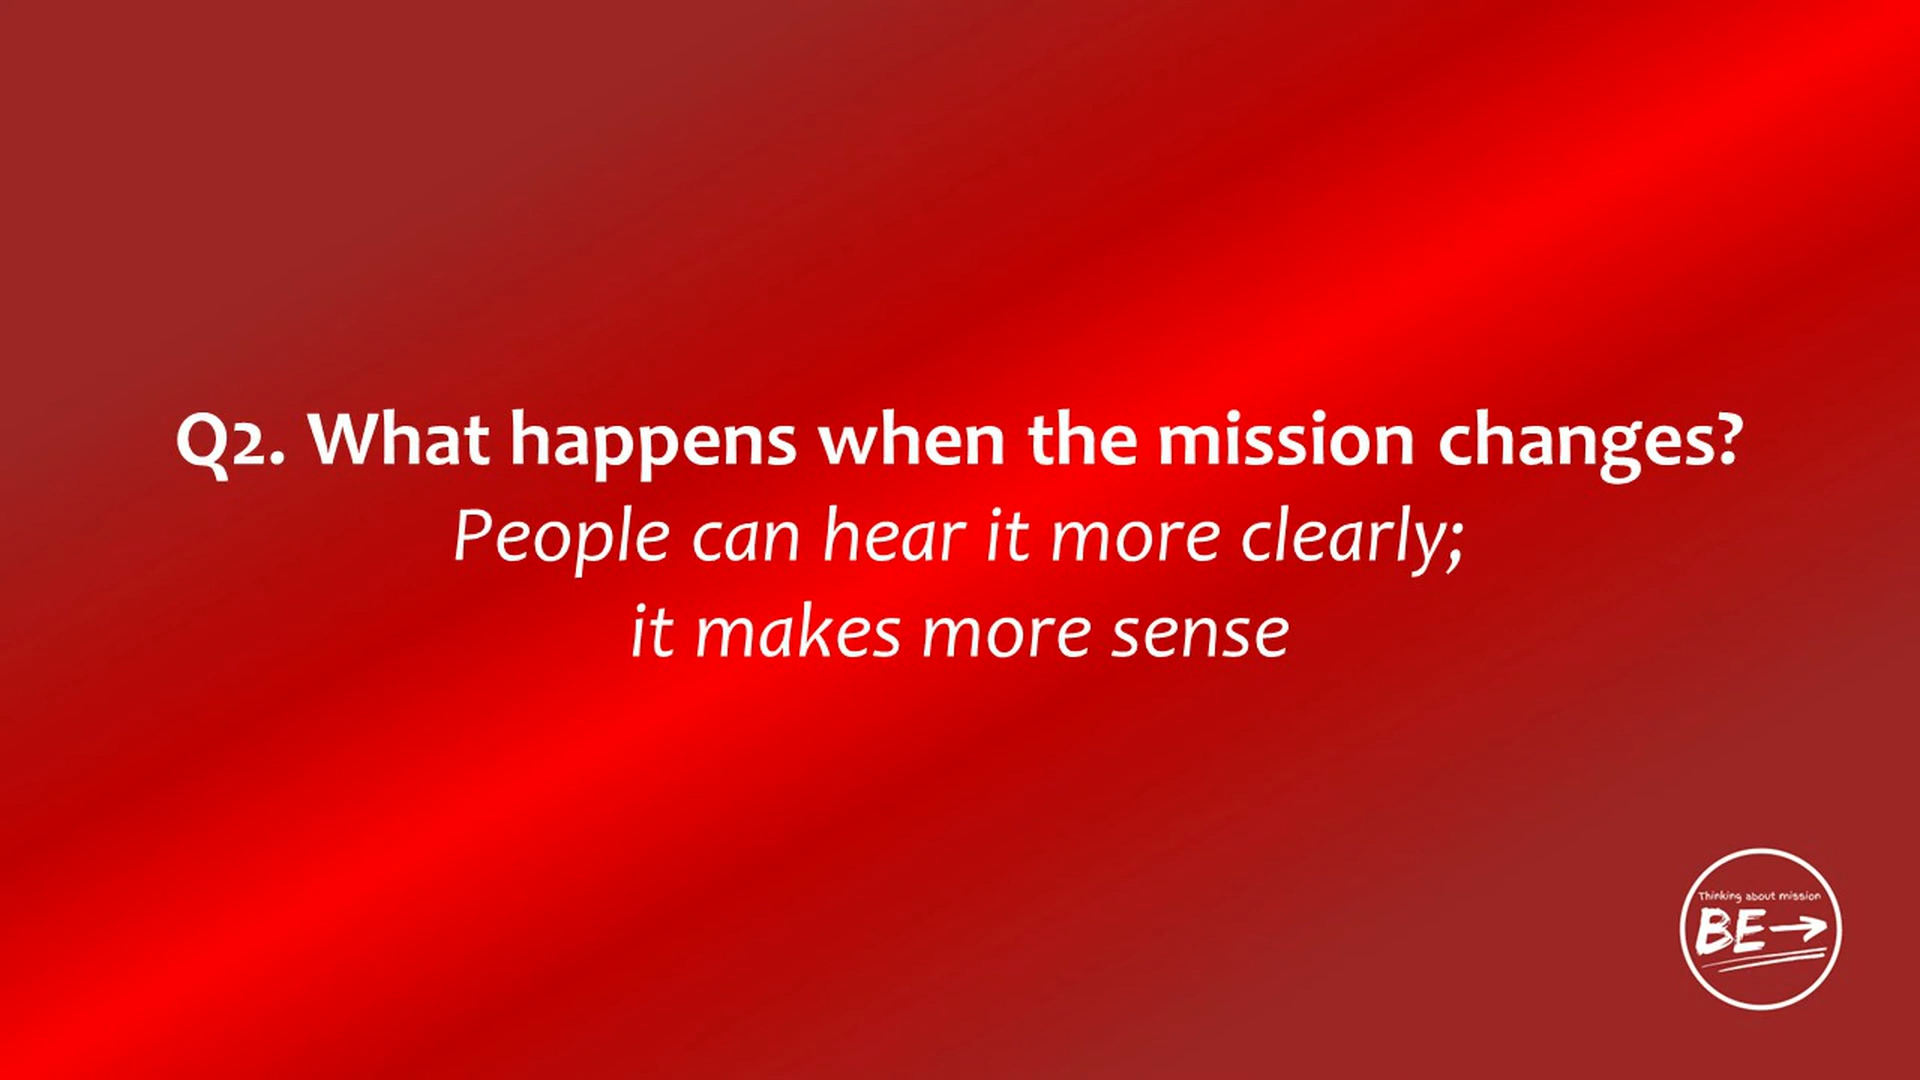 Q2. What happens when the mission changes?
People can hear it more clearly;
it makes more sense
Thinking about mission
BE